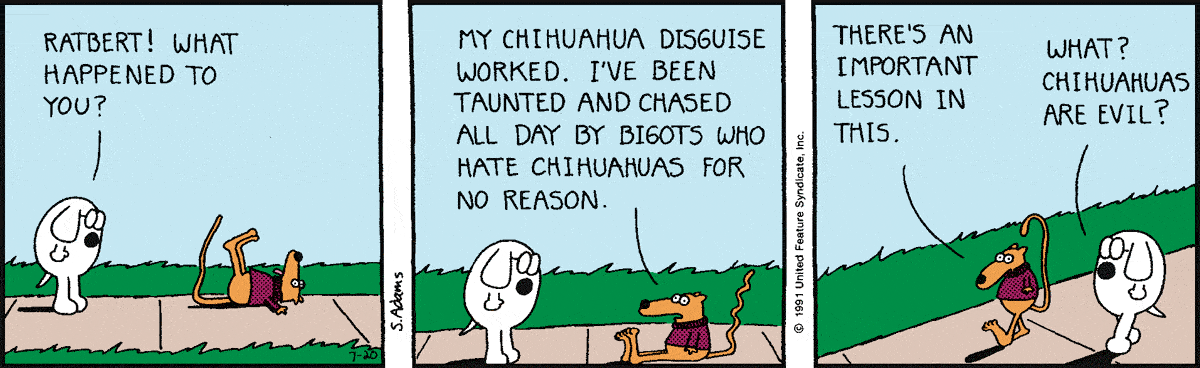 RATBERT! WHAT
HAPPENED TO
YOU?
7-20
S. Adams
MY CHIHUAHUA DISGUISE
WORKED. I'VE BEEN
TAUNTED AND CHASED
ALL DAY BY BIGOTS WHO
HATE CHIHUAHUAS FOR
NO REASON.
© 1991 United Feature Syndicate, Inc.
THERE'S AN
IMPORTANT
LESSON IN
THIS.
WHAT?
CHIHUAHUAS
ARE EVIL?